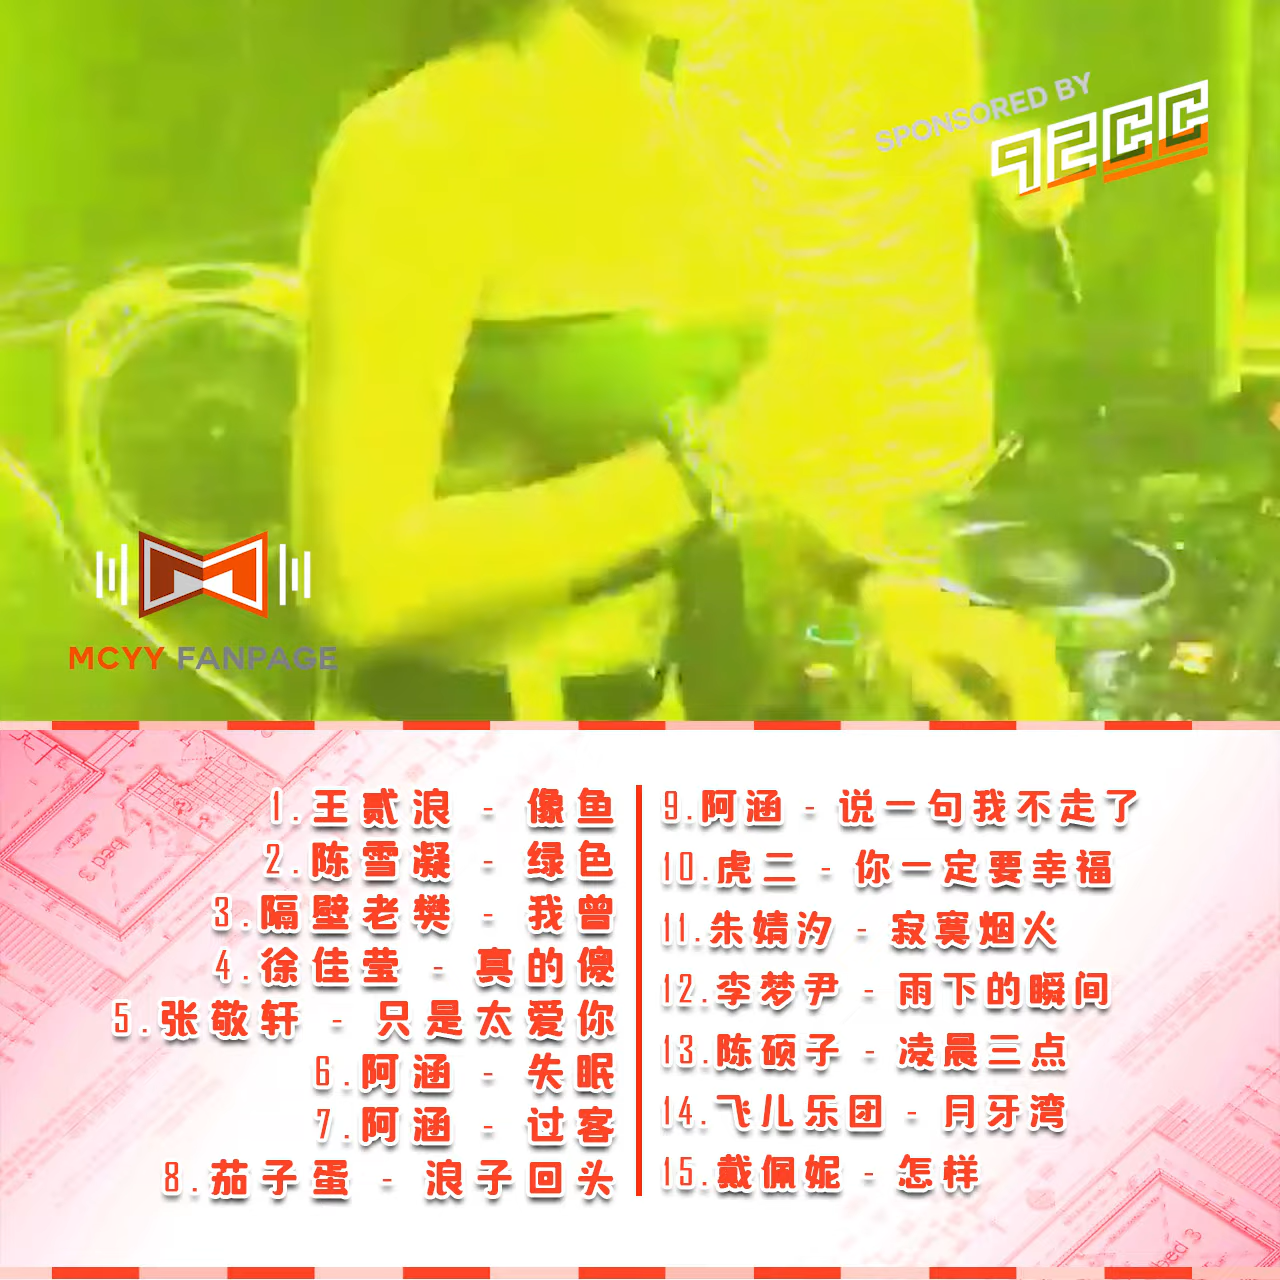 SPONSORED BY
92CC
MCYY FANPAGE
1.王贰浪 - 像鱼
2.陈雪凝 - 绿色
3.隔壁老樊 - 我曾
4.徐佳莹 - 真的傻
5.张敬轩 - 只是太爱你
6.阿涵 - 失眠
7.阿涵 - 过客
8.茄子蛋 - 浪子回头
9.阿涵 - 说一句我不走了
10.虎二 - 你一定要幸福
11.朱婧汐 - 寂寞烟火
12.李梦尹 - 雨下的瞬间
13.陈硕子 - 凌晨三点
14.飞儿乐团 - 月牙湾
15.戴佩妮 - 怎样